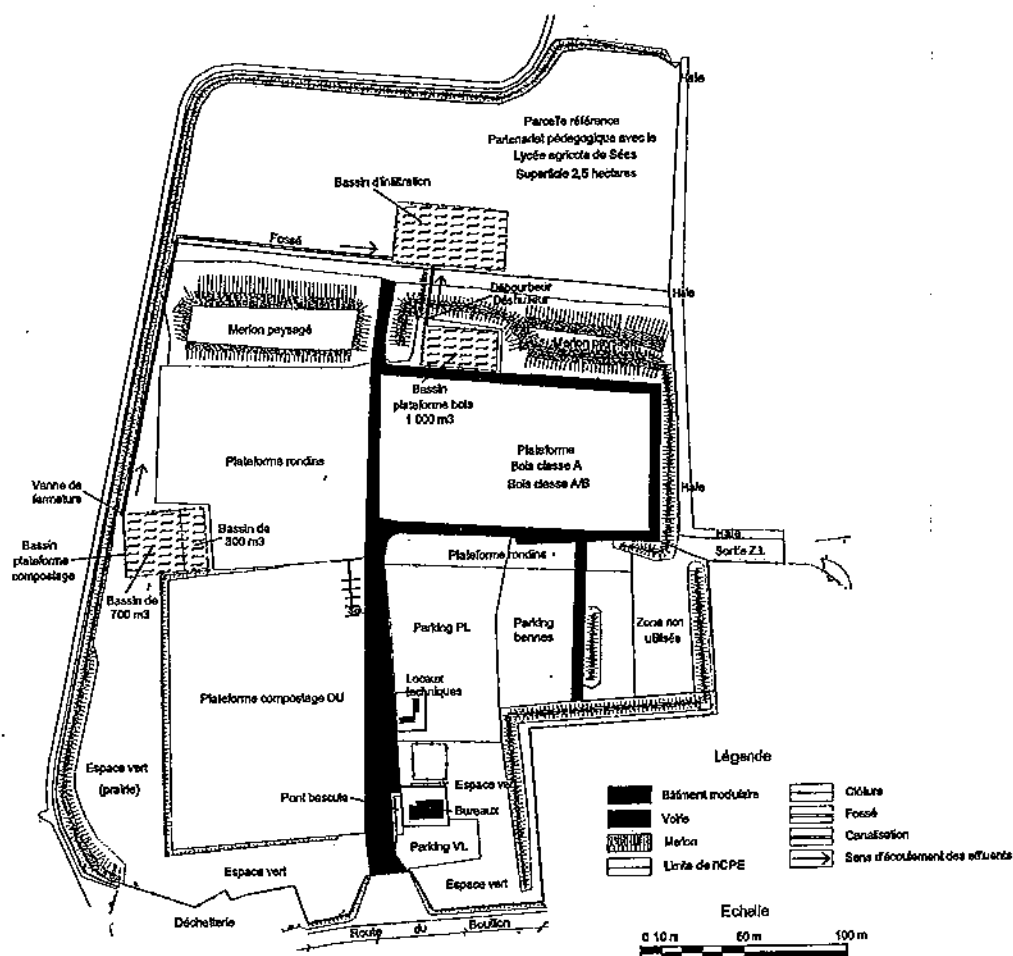 Haie
Parcelle référence
Partenariat pédegogique avec le
Lycée agricole de Sées
Superficie 2,5 hectares
Bassin d'infiltration
Fossé
Débourbeur
Déshuileur
Haie
Merlon peysagé
Merlon
Bassin
plateforme bois
1 000 m3
Plateforme
Bois classe A
Bois classe A/B
Plateforme rondins
Haie
Vanne de
fermeture
Bassin de
300 m3
Bassin
plateforme
compostage
Bassin de
700 m3
Haie
Sortie Z.I.
Plateforme rondins
Parking PL
Parking
bennes
Zone non
utilisée
Locaux
techniques
Plateforme compostage DU
Espace vert
(prairie)
Pont bascule
Espace vert
Bureaux
Parking VL
Espace vert
Espace vert
Déchetterie
Route du Bouillon
Légende
Bâtiment modulaire
Voirie
Merlon
Limite de l'ICPE
Clôture
Fossé
Canalisation
Sens d'écoulement des effluents
Echelle
0 10 m 50 m 100 m